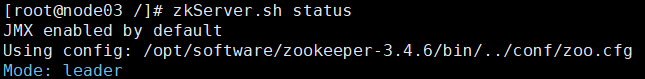 [root@node03 /]# zkServer.sh status
JMX enabled by default
Using config: /opt/software/zookeeper-3.4.6/bin/../conf/zoo.cfg
Mode: leader